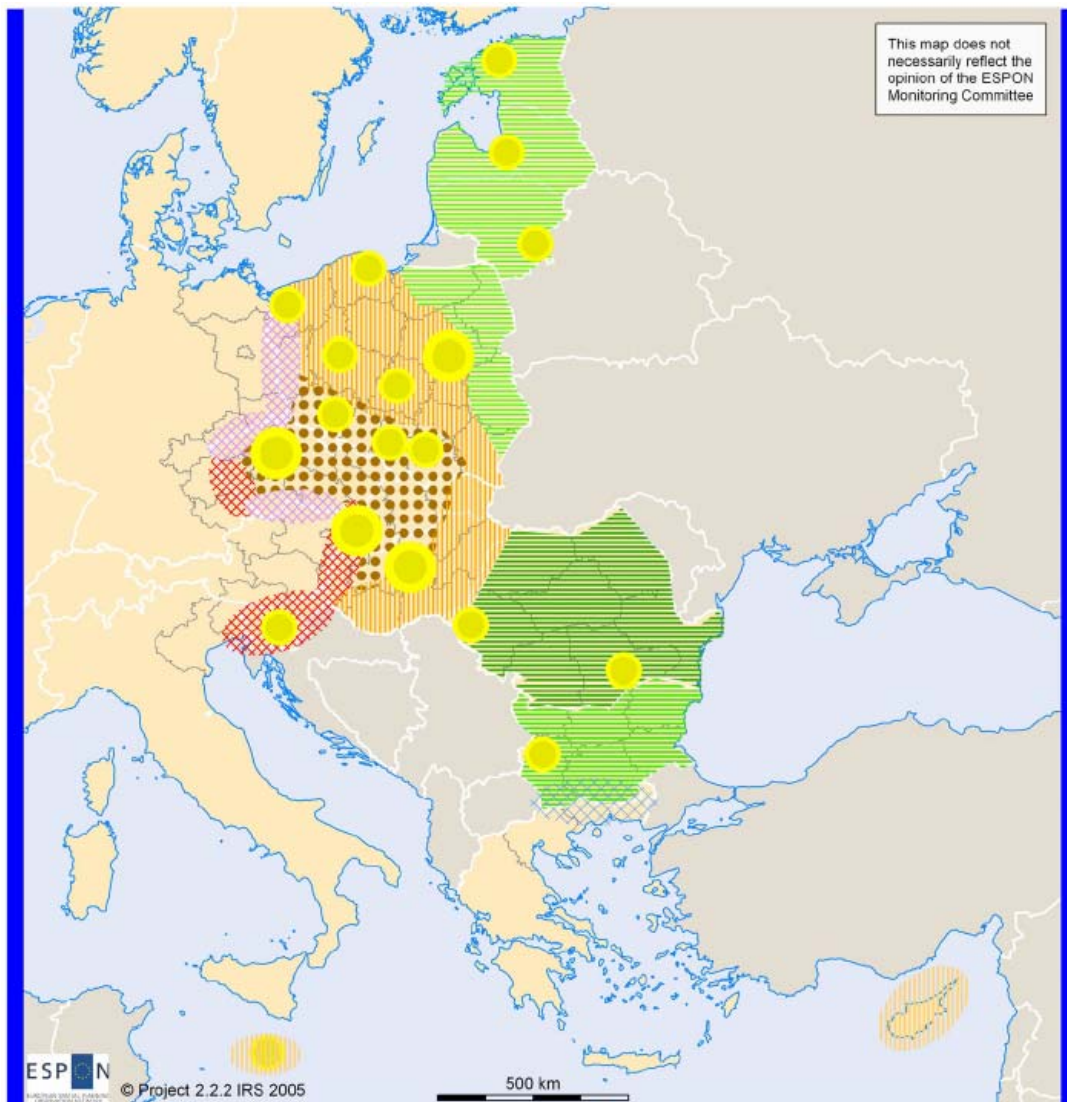 This map does not
necessarily reflect the
opinion of the ESPON
Monitoring Committee
ESPON
© Project 2.2.2 IRS 2005
500 km